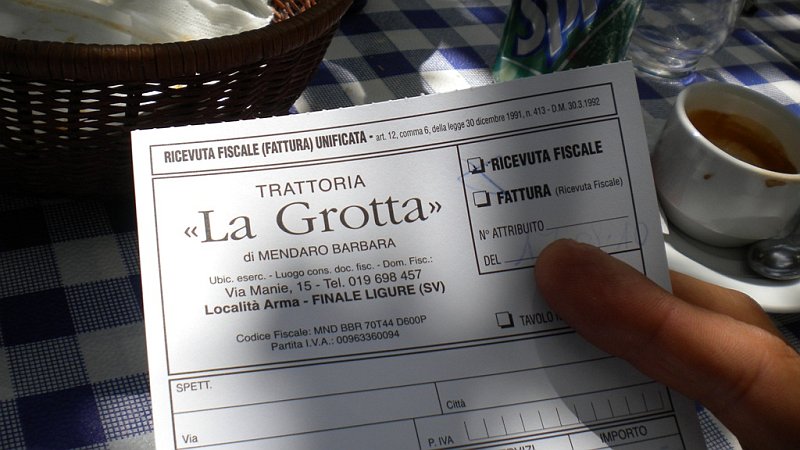 Spr
RICEVUTA FISCALE (FATTURA) UNIFICATA - art. 12, comma 6, della legge 30 dicembre 1991, n. 413 - D.M. 30.3.1992
TRATTORIA
«La Grotta»
di MENDARO BARBARA
Ubic. eserc. - Luogo cons. doc. fisc. - Dom. Fisc.:
Via Manie, 15 - Tel. 019 698 457
Località Arma - FINALE LIGURE (SV)
Codice Fiscale: MND BBR 70T44 D600P
Partita I.V.A.: 00963360094
RICEVUTA FISCALE
FATTURA (Ricevuta Fiscale)
N° ATTRIBUITO
DEL
TAVOLO
SPETT.
Città
Via
P. IVA
IMPORTO